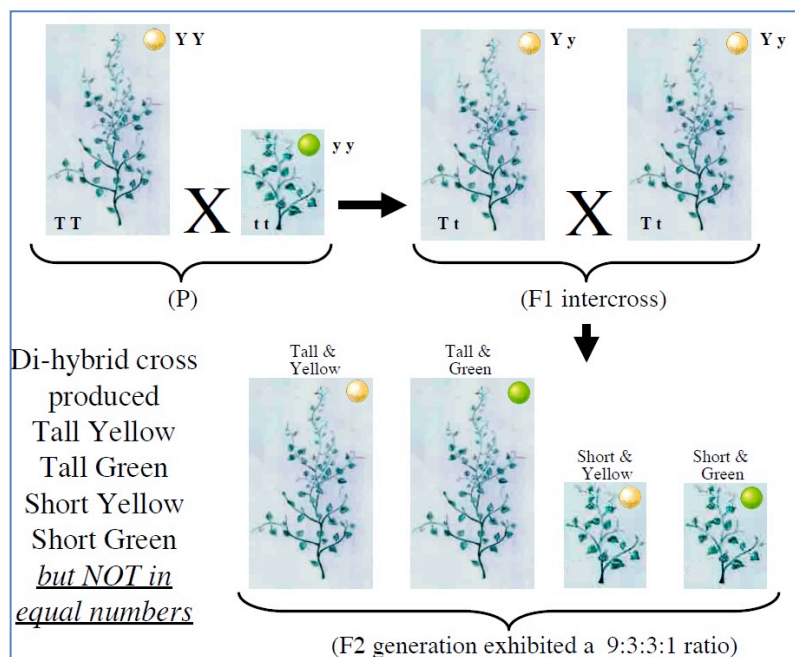 Y Y
y y
T T
X
t t
(P)
Y y
Y y
T t
X
T t
(F1 intercross)
Di-hybrid cross
produced
Tall Yellow
Tall Green
Short Yellow
Short Green
but NOT in
equal numbers
Tall &
Yellow
Tall &
Green
Short &
Yellow
Short &
Green
(F2 generation exhibited a 9:3:3:1 ratio)